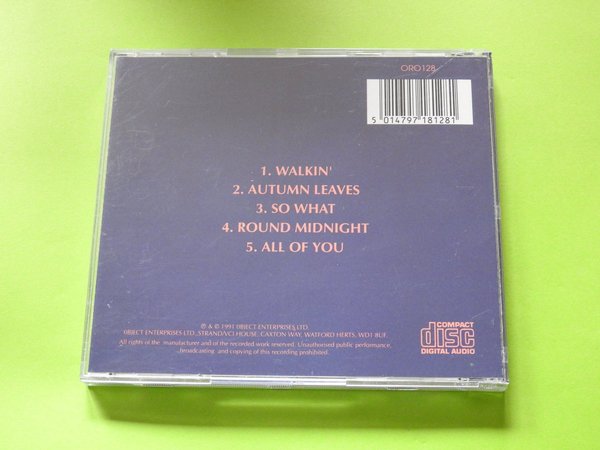 ORO128
5 014797 181281
1. WALKIN'
2. AUTUMN LEAVES
3. SO WHAT
4. ROUND MIDNIGHT
5. ALL OF YOU
℗ & © 1991 OBJECT ENTERPRISES LTD.
OBJECT ENTERPRISES LTD., STRAND/VCI HOUSE, CAXTON WAY, WATFORD HERTS, WD1 8UF.
All rights of the manufacturer and of the recorded work reserved. Unauthorised public performance,
broadcasting and copying of this recording prohibited.
COMPACT
disc
DIGITAL AUDIO